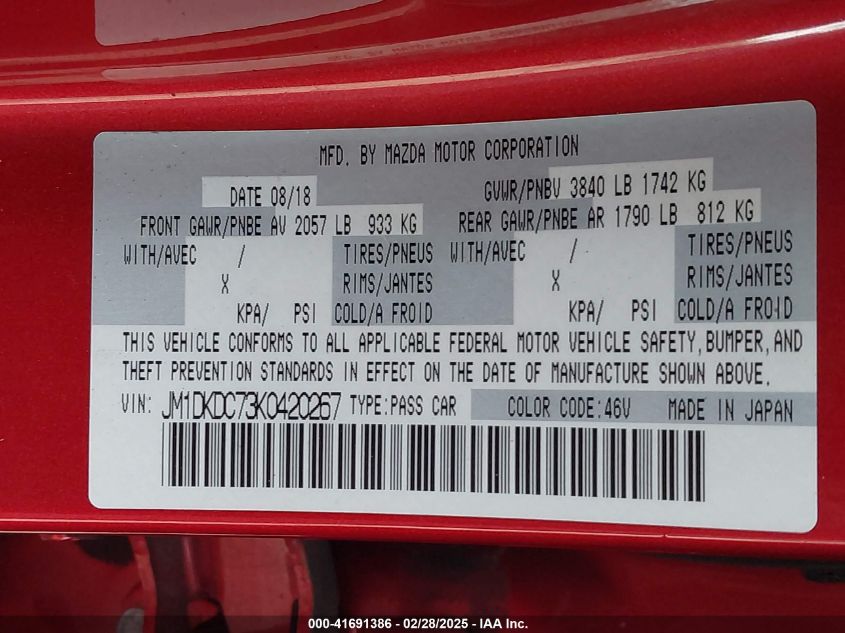 MFD. BY MAZDA MOTOR CORPORATION
DATE 08/18 GVWR/PNBV 3840 LB 1742 KG
FRONT GAWR/PNBE AV 2057 LB 933 KG REAR GAWR/PNBE AR 1790 LB 812 KG
WITH/AVEC / TIRES/PNEUS WITH/AVEC / TIRES/PNEUS
X RIMS/JANTES X RIMS/JANTES
KPA/ PSI COLD/A FROID KPA/ PSI COLD/A FROID
THIS VEHICLE CONFORMS TO ALL APPLICABLE FEDERAL MOTOR VEHICLE SAFETY, BUMPER, AND
THEFT PREVENTION STANDARDS IN EFFECT ON THE DATE OF MANUFACTURE SHOWN ABOVE.
VIN: JM1DKDC73K0420267 TYPE:PASS CAR COLOR CODE:46V MADE IN JAPAN
000-41691386 - 02/28/2025 - IAA Inc.